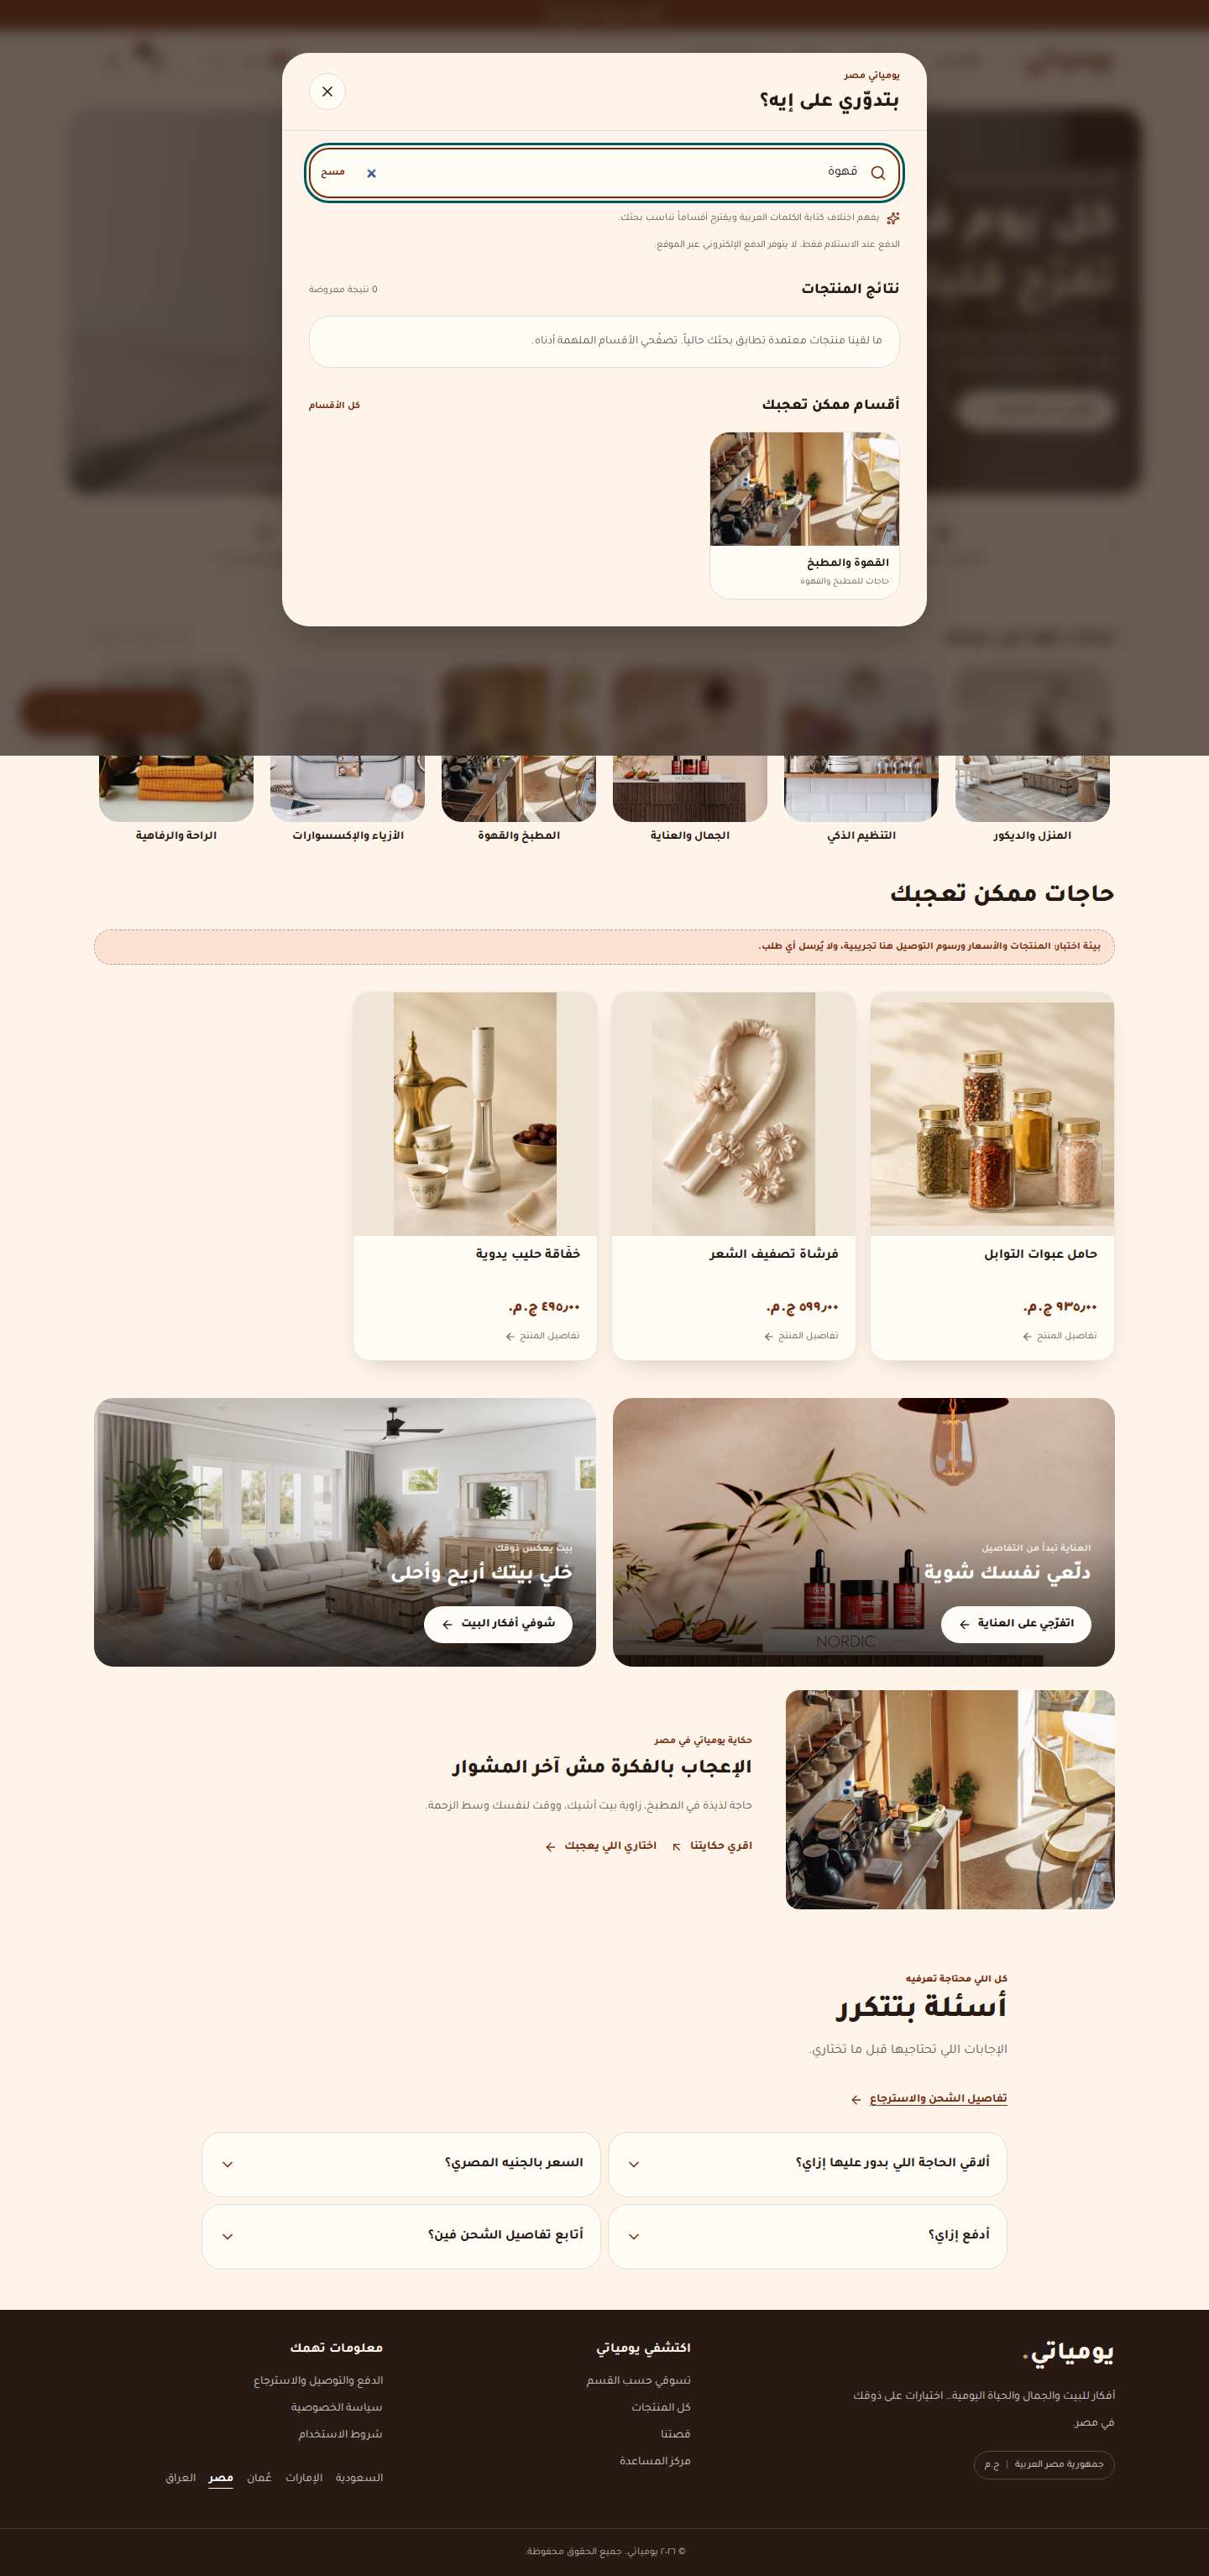 يومياتي مصر
بتدوّري على إيه؟
قهوة
مسح
يفهم اختلاف كتابة الكلمات العربية ويقترح أقساماً تناسب بحثك.
الدفع عند الاستلام فقط. لا يتوفر الدفع الإلكتروني عبر الموقع.
نتائج المنتجات
0 نتيجة معروضة
ما لقينا منتجات معتمدة تطابق بحثك حالياً. تصفّحي الأقسام الملهمة أدناه.
أقسام ممكن تعجبك
كل الأقسام
القهوة والمطبخ
حاجات للمطبخ والقهوة
المنزل والديكور
التنظيم الذكي
الجمال والعناية
المطبخ والقهوة
الأزياء والإكسسوارات
الراحة والرفاهية
حاجات ممكن تعجبك
بيئة اختبار: المنتجات والأسعار ورسوم التوصيل هنا تجريبية، ولا يُرسل أي طلب.
حامل عبوات التوابل
٩٣٥٫٠٠ ج.م.
تفاصيل المنتج
فرشاة تصفيف الشعر
٥٩٩٫٠٠ ج.م.
تفاصيل المنتج
خفّاقة حليب يدوية
٤٩٥٫٠٠ ج.م.
تفاصيل المنتج
العناية تبدأ من التفاصيل
دلّعي نفسك شوية
اتفرّجي على العناية
NORDIC
بيت يعكس ذوقك
خلي بيتك أريح وأحلى
شوفي أفكار البيت
حكاية يومياتي في مصر
الإعجاب بالفكرة مش آخر المشوار
حاجة لذيذة في المطبخ، زاوية بيت أشيك، ووقت لنفسك وسط الزحمة.
اقري حكايتنا
اختاري اللي يعجبك
كل اللي محتاجة تعرفيه
أسئلة بتتكرر
الإجابات اللي تحتاجيها قبل ما تختاري.
تفاصيل الشحن والاسترجاع
ألاقي الحاجة اللي بدور عليها إزاي؟
السعر بالجنيه المصري؟
أدفع إزاي؟
أتابع تفاصيل الشحن فين؟
يومياتي.
أفكار للبيت والجمال والحياة اليومية… اختيارات على ذوقك
في مصر.
جمهورية مصر العربية | ج.م
اكتشفي يومياتي
تسوقي حسب القسم
كل المنتجات
قصتنا
مركز المساعدة
معلومات تهمك
الدفع والتوصيل والاسترجاع
سياسة الخصوصية
شروط الاستخدام
السعودية الإمارات عُمان مصر العراق
© ٢٠٢٦ يومياتي. جميع الحقوق محفوظة.